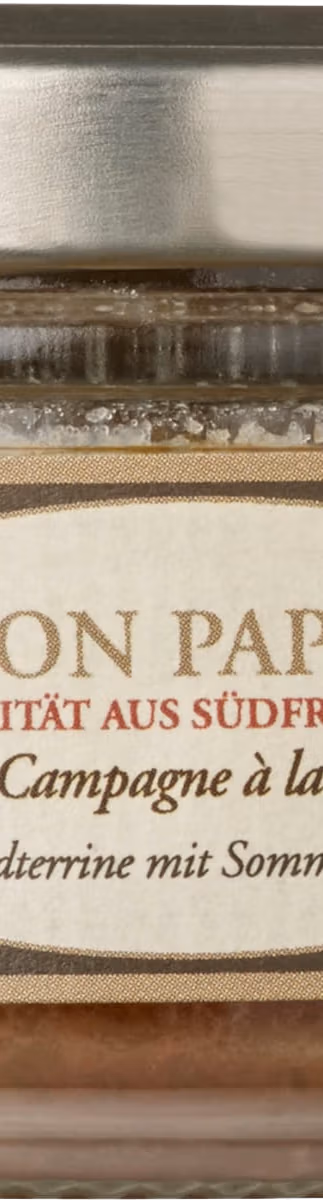 ON PAP
ITÄT AUS SÜDFR
Campagne à la
dterrine mit Somm